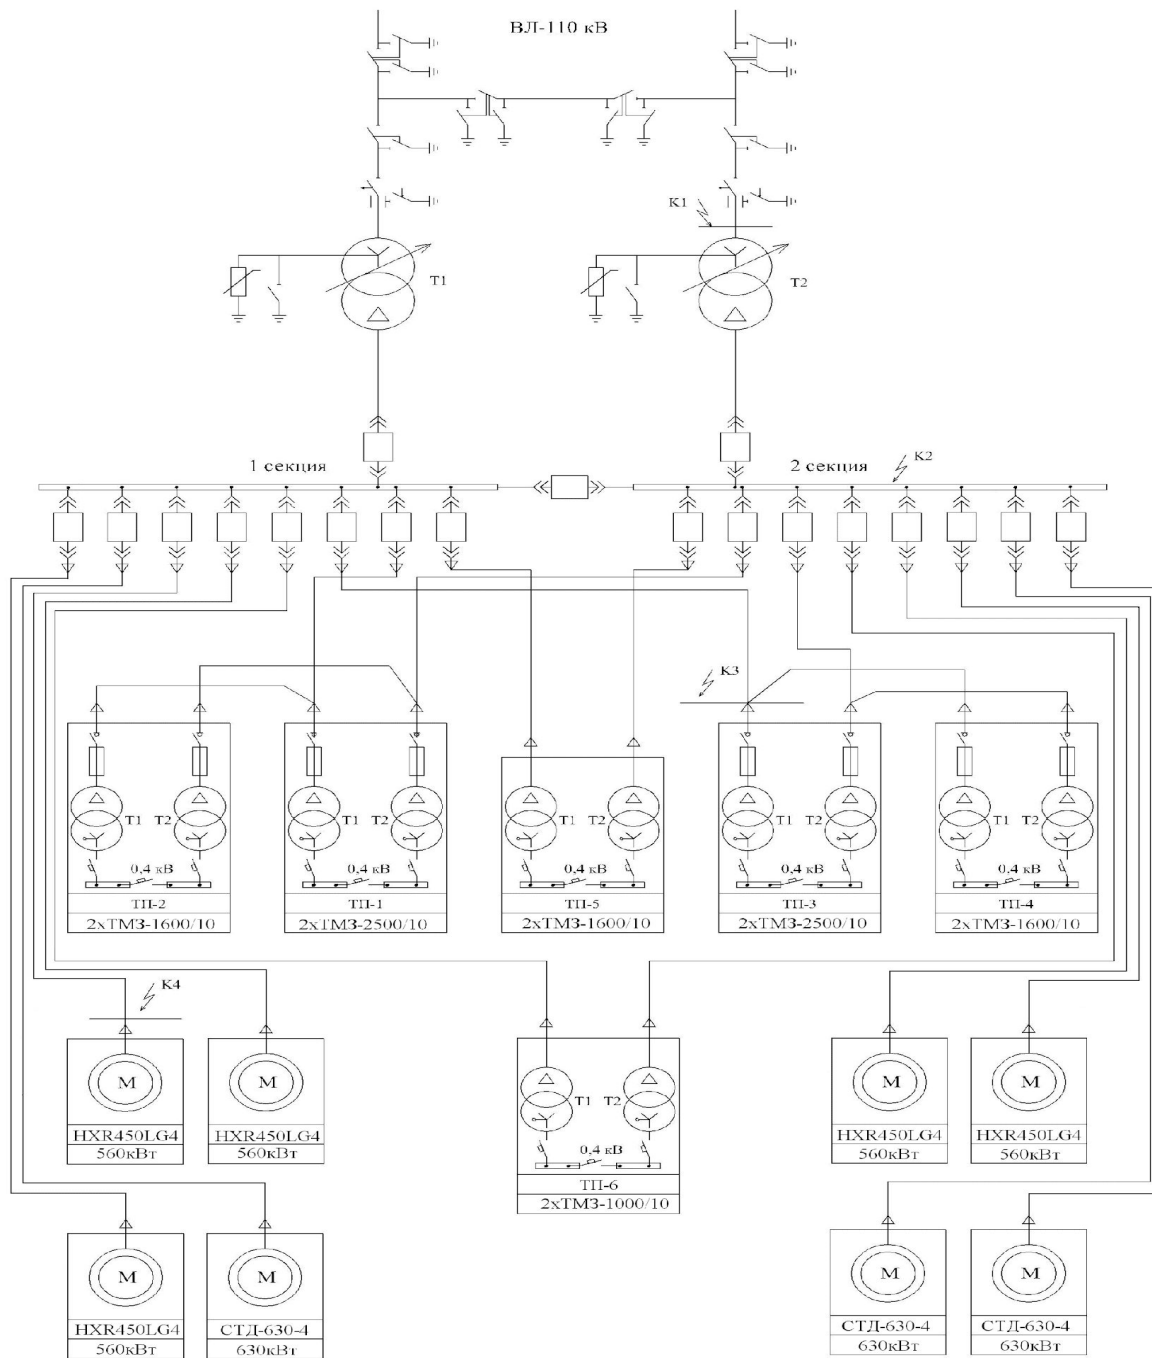 ВЛ-110 кВ
К1
Т1
Т2
1 секция
2 секция
К2
К3
Т1
Т2
Т1
Т2
Т1
Т2
Т1
Т2
Т1
Т2
0,4 кВ
0,4 кВ
0,4 кВ
0,4 кВ
0,4 кВ
ТП-2
ТП-1
ТП-5
ТП-3
ТП-4
2хТМЗ-1600/10
2хТМЗ-2500/10
2хТМЗ-1600/10
2хТМЗ-2500/10
2хТМЗ-1600/10
К4
М
М
Т1
Т2
М
М
HXR450LG4
HXR450LG4
HXR450LG4
HXR450LG4
560кВт
560кВт
560кВт
560кВт
0,4 кВ
ТП-6
2хТМЗ-1000/10
М
М
М
М
HXR450LG4
СТД-630-4
СТД-630-4
СТД-630-4
560кВт
630кВт
630кВт
630кВт